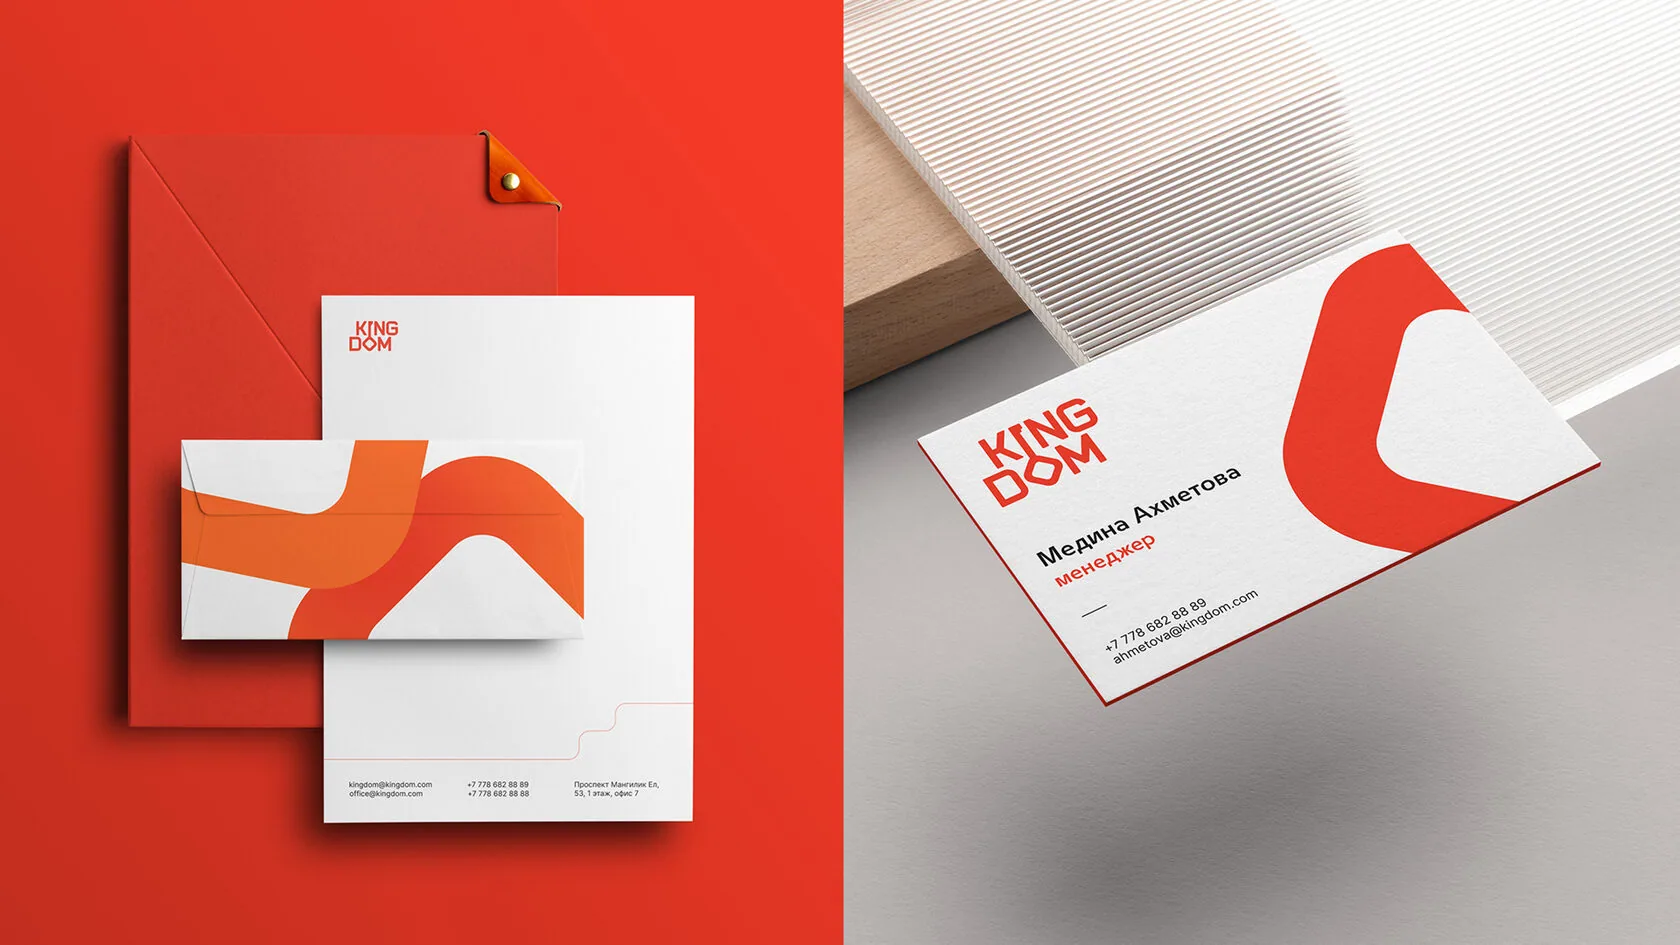 KING
DOM
kingdom@kingdom.com
office@kingdom.com
+7 778 682 88 89
+7 778 682 88 88
Проспект Мангилик Ел,
53, 1 этаж, офис 7
KING
DOM
Медина Ахметова
менеджер
+7 778 682 88 89
ahmetova@kingdom.com